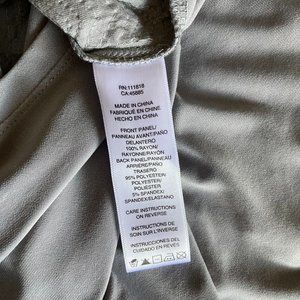 RN:111818
CA:45885
MADE IN CHINA
FABRIQUÉ EN CHINE
HECHO EN CHINA
FRONT PANEL/
PANNEAU AVANT/PAÑO
DELANTERO
100% RAYON/
RAYONNE/RAYÓN
BACK PANEL/PANNEAU
ARRIÈRE/PAÑO
TRASERO
95% POLYESTER/
POLYESTER/
POLIÉSTER
5% SPANDEX/
SPANDEX/ELASTANO
CARE INSTRUCTIONS
ON REVERSE
INSTRUCTIONS DE
SOIN SUR L'INVERSE
INSTRUCCIONES DEL
CUIDADO EN REVÉS